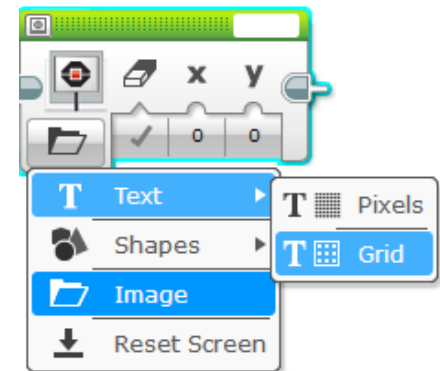 x y
0 0
T Text
T Pixels
Shapes
T Grid
Image
Reset Screen